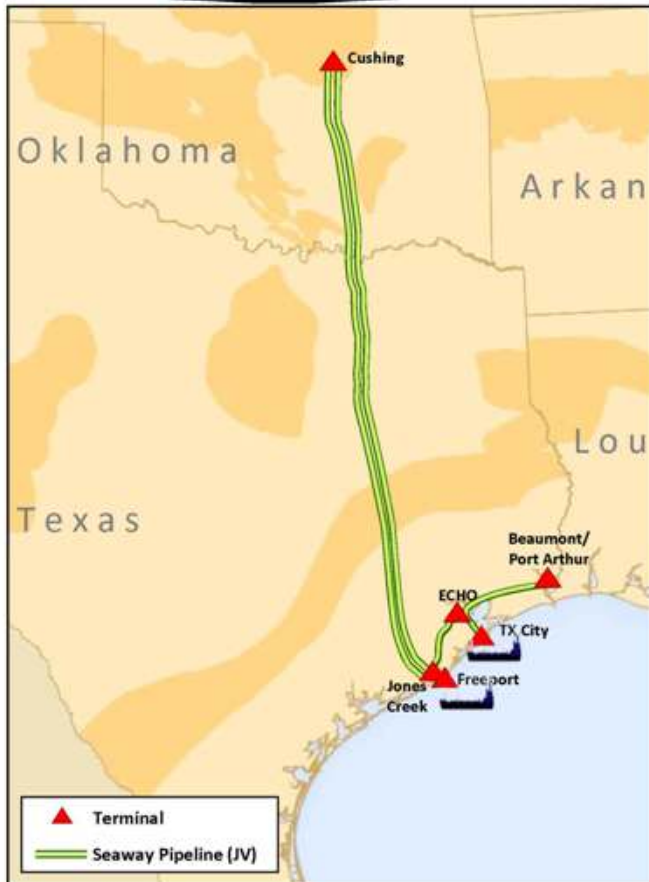 Cushing
Oklahoma
Arkan
Lou
Texas
Beaumont/
Port Arthur
ECHO
TX City
Jones
Creek
Freeport
Terminal
Seaway Pipeline (JV)